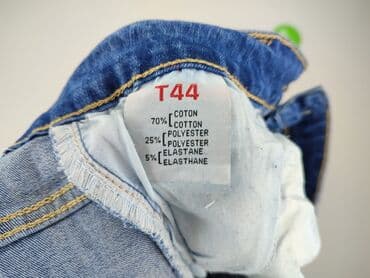 T44
70% [ COTON
COTTON
25% [ POLYESTER
POLYESTER
5% [ ELASTANE
ELASTHANE